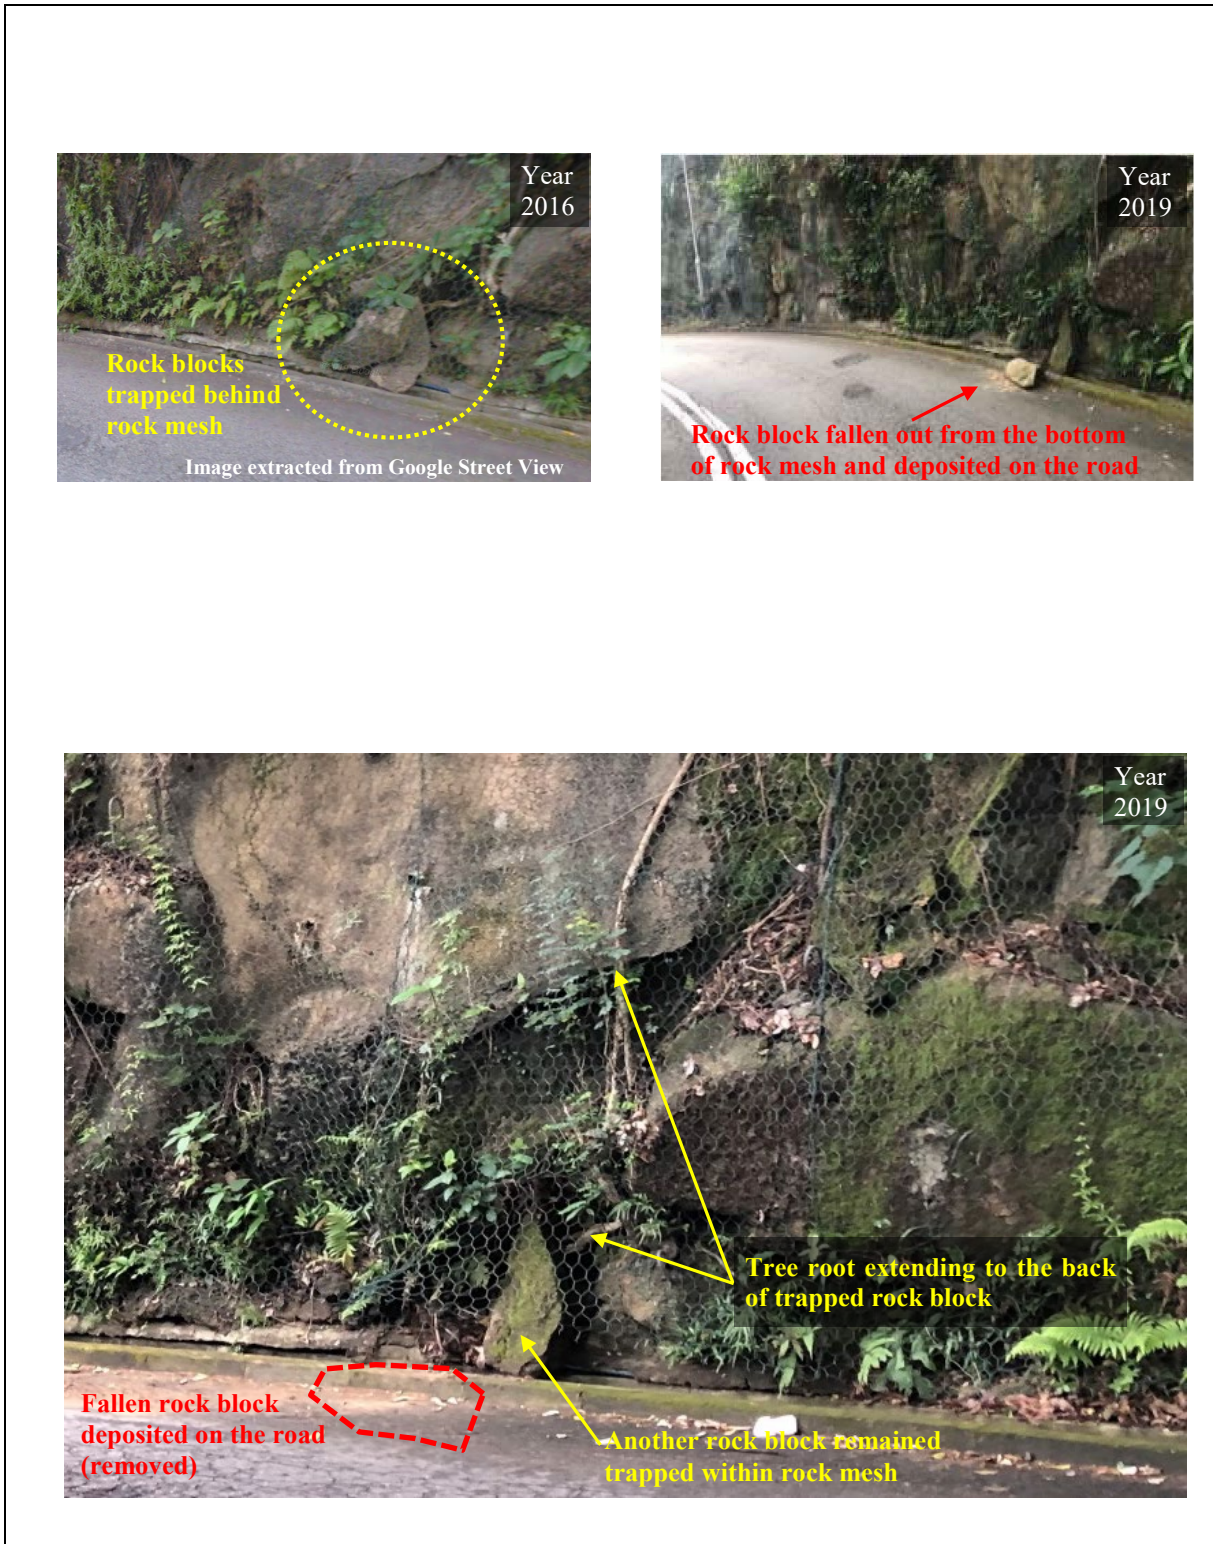 Year
2016
Rock blocks
trapped behind
rock mesh
Image extracted from Google Street View
Year
2019
Rock block fallen out from the bottom
of rock mesh and deposited on the road
Year
2019
Tree root extending to the back
of trapped rock block
Fallen rock block
deposited on the road
(removed)
Another rock block remained
trapped within rock mesh